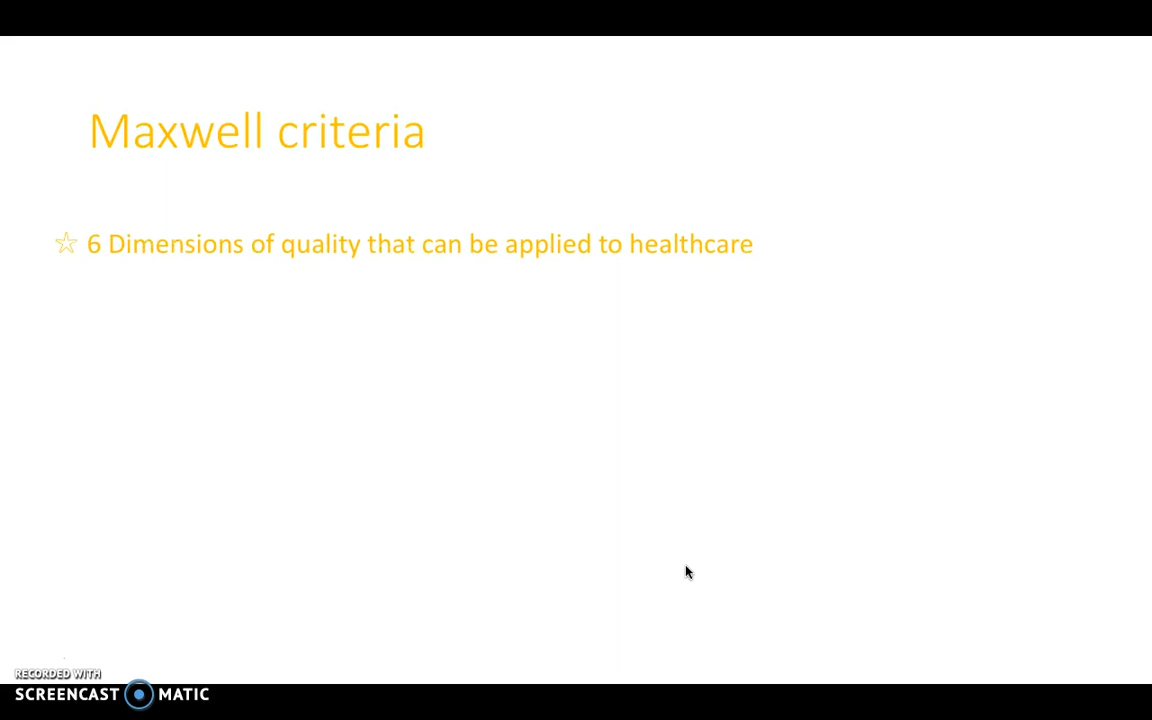 Maxwell criteria
☆ 6 Dimensions of quality that can be applied to healthcare
RECORDED WITH
SCREENCAST MATIC